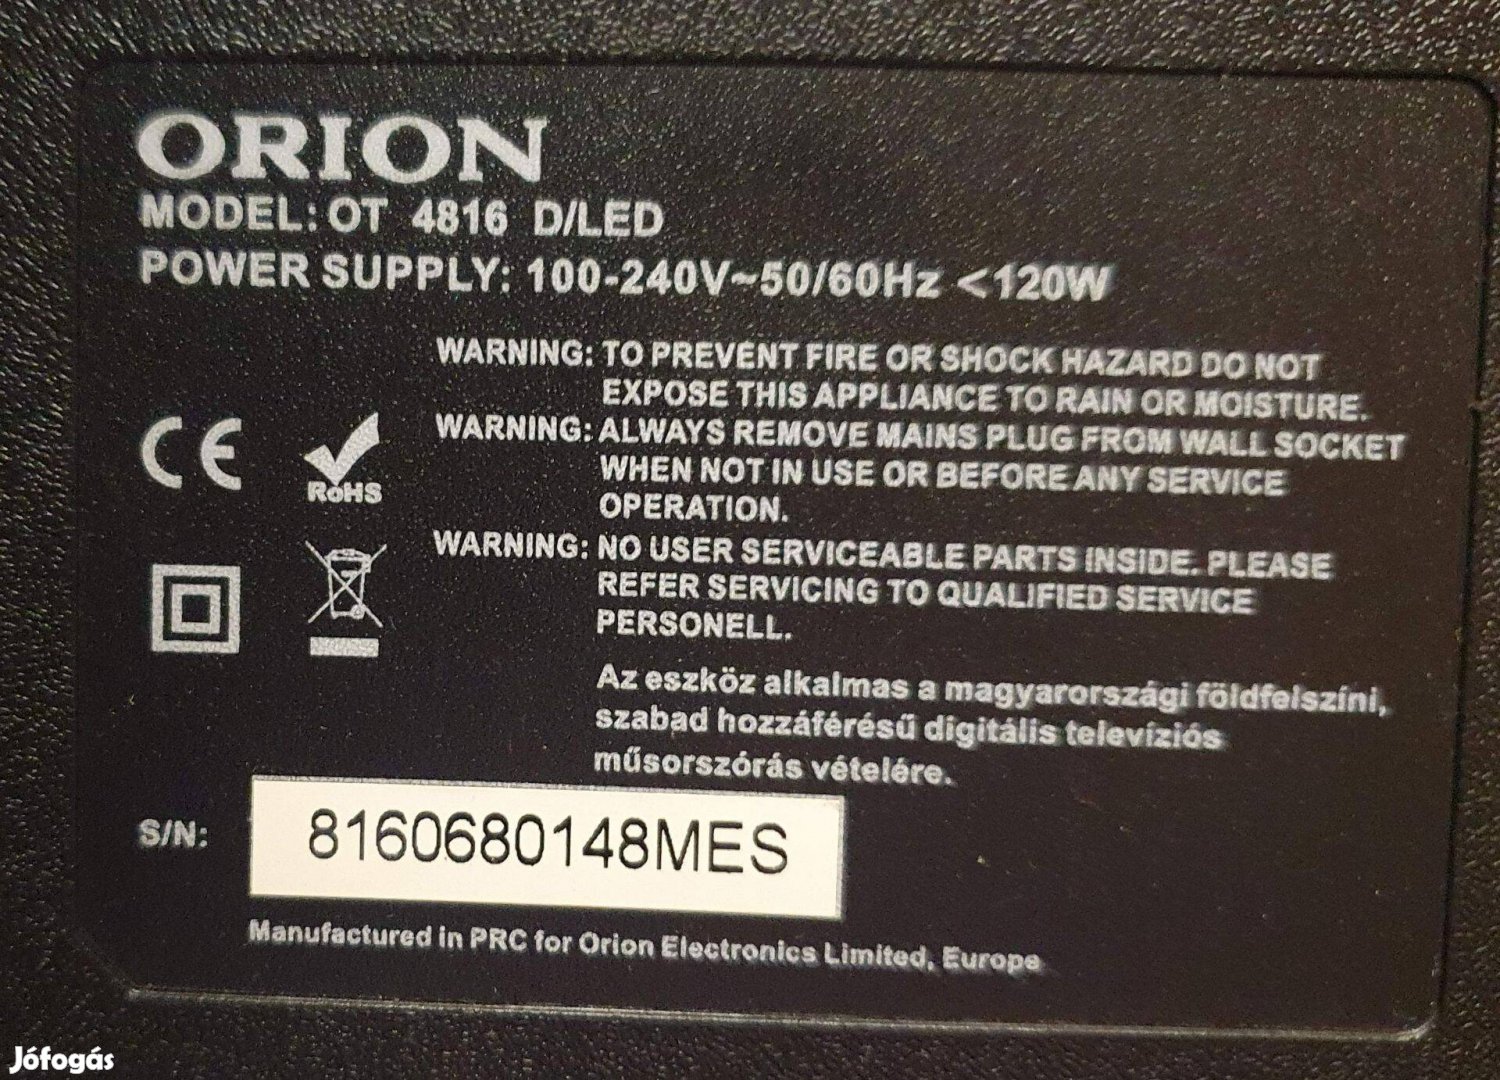 ORION
MODEL: OT 4816 D/LED
POWER SUPPLY: 100-240V~50/60Hz <120W
WARNING: TO PREVENT FIRE OR SHOCK HAZARD DO NOT
EXPOSE THIS APPLIANCE TO RAIN OR MOISTURE.
WARNING: ALWAYS REMOVE MAINS PLUG FROM WALL SOCKET
WHEN NOT IN USE OR BEFORE ANY SERVICE
OPERATION.
WARNING: NO USER SERVICEABLE PARTS INSIDE. PLEASE
REFER SERVICING TO QUALIFIED SERVICE
PERSONELL.
CE
RoHS
Az eszköz alkalmas a magyarországi földfelszíni,
szabad hozzáférésű digitális televíziós
műsorszórás vételére.
S/N: 8160680148MES
Manufactured in PRC for Orion Electronics Limited, Europe
Jófogás